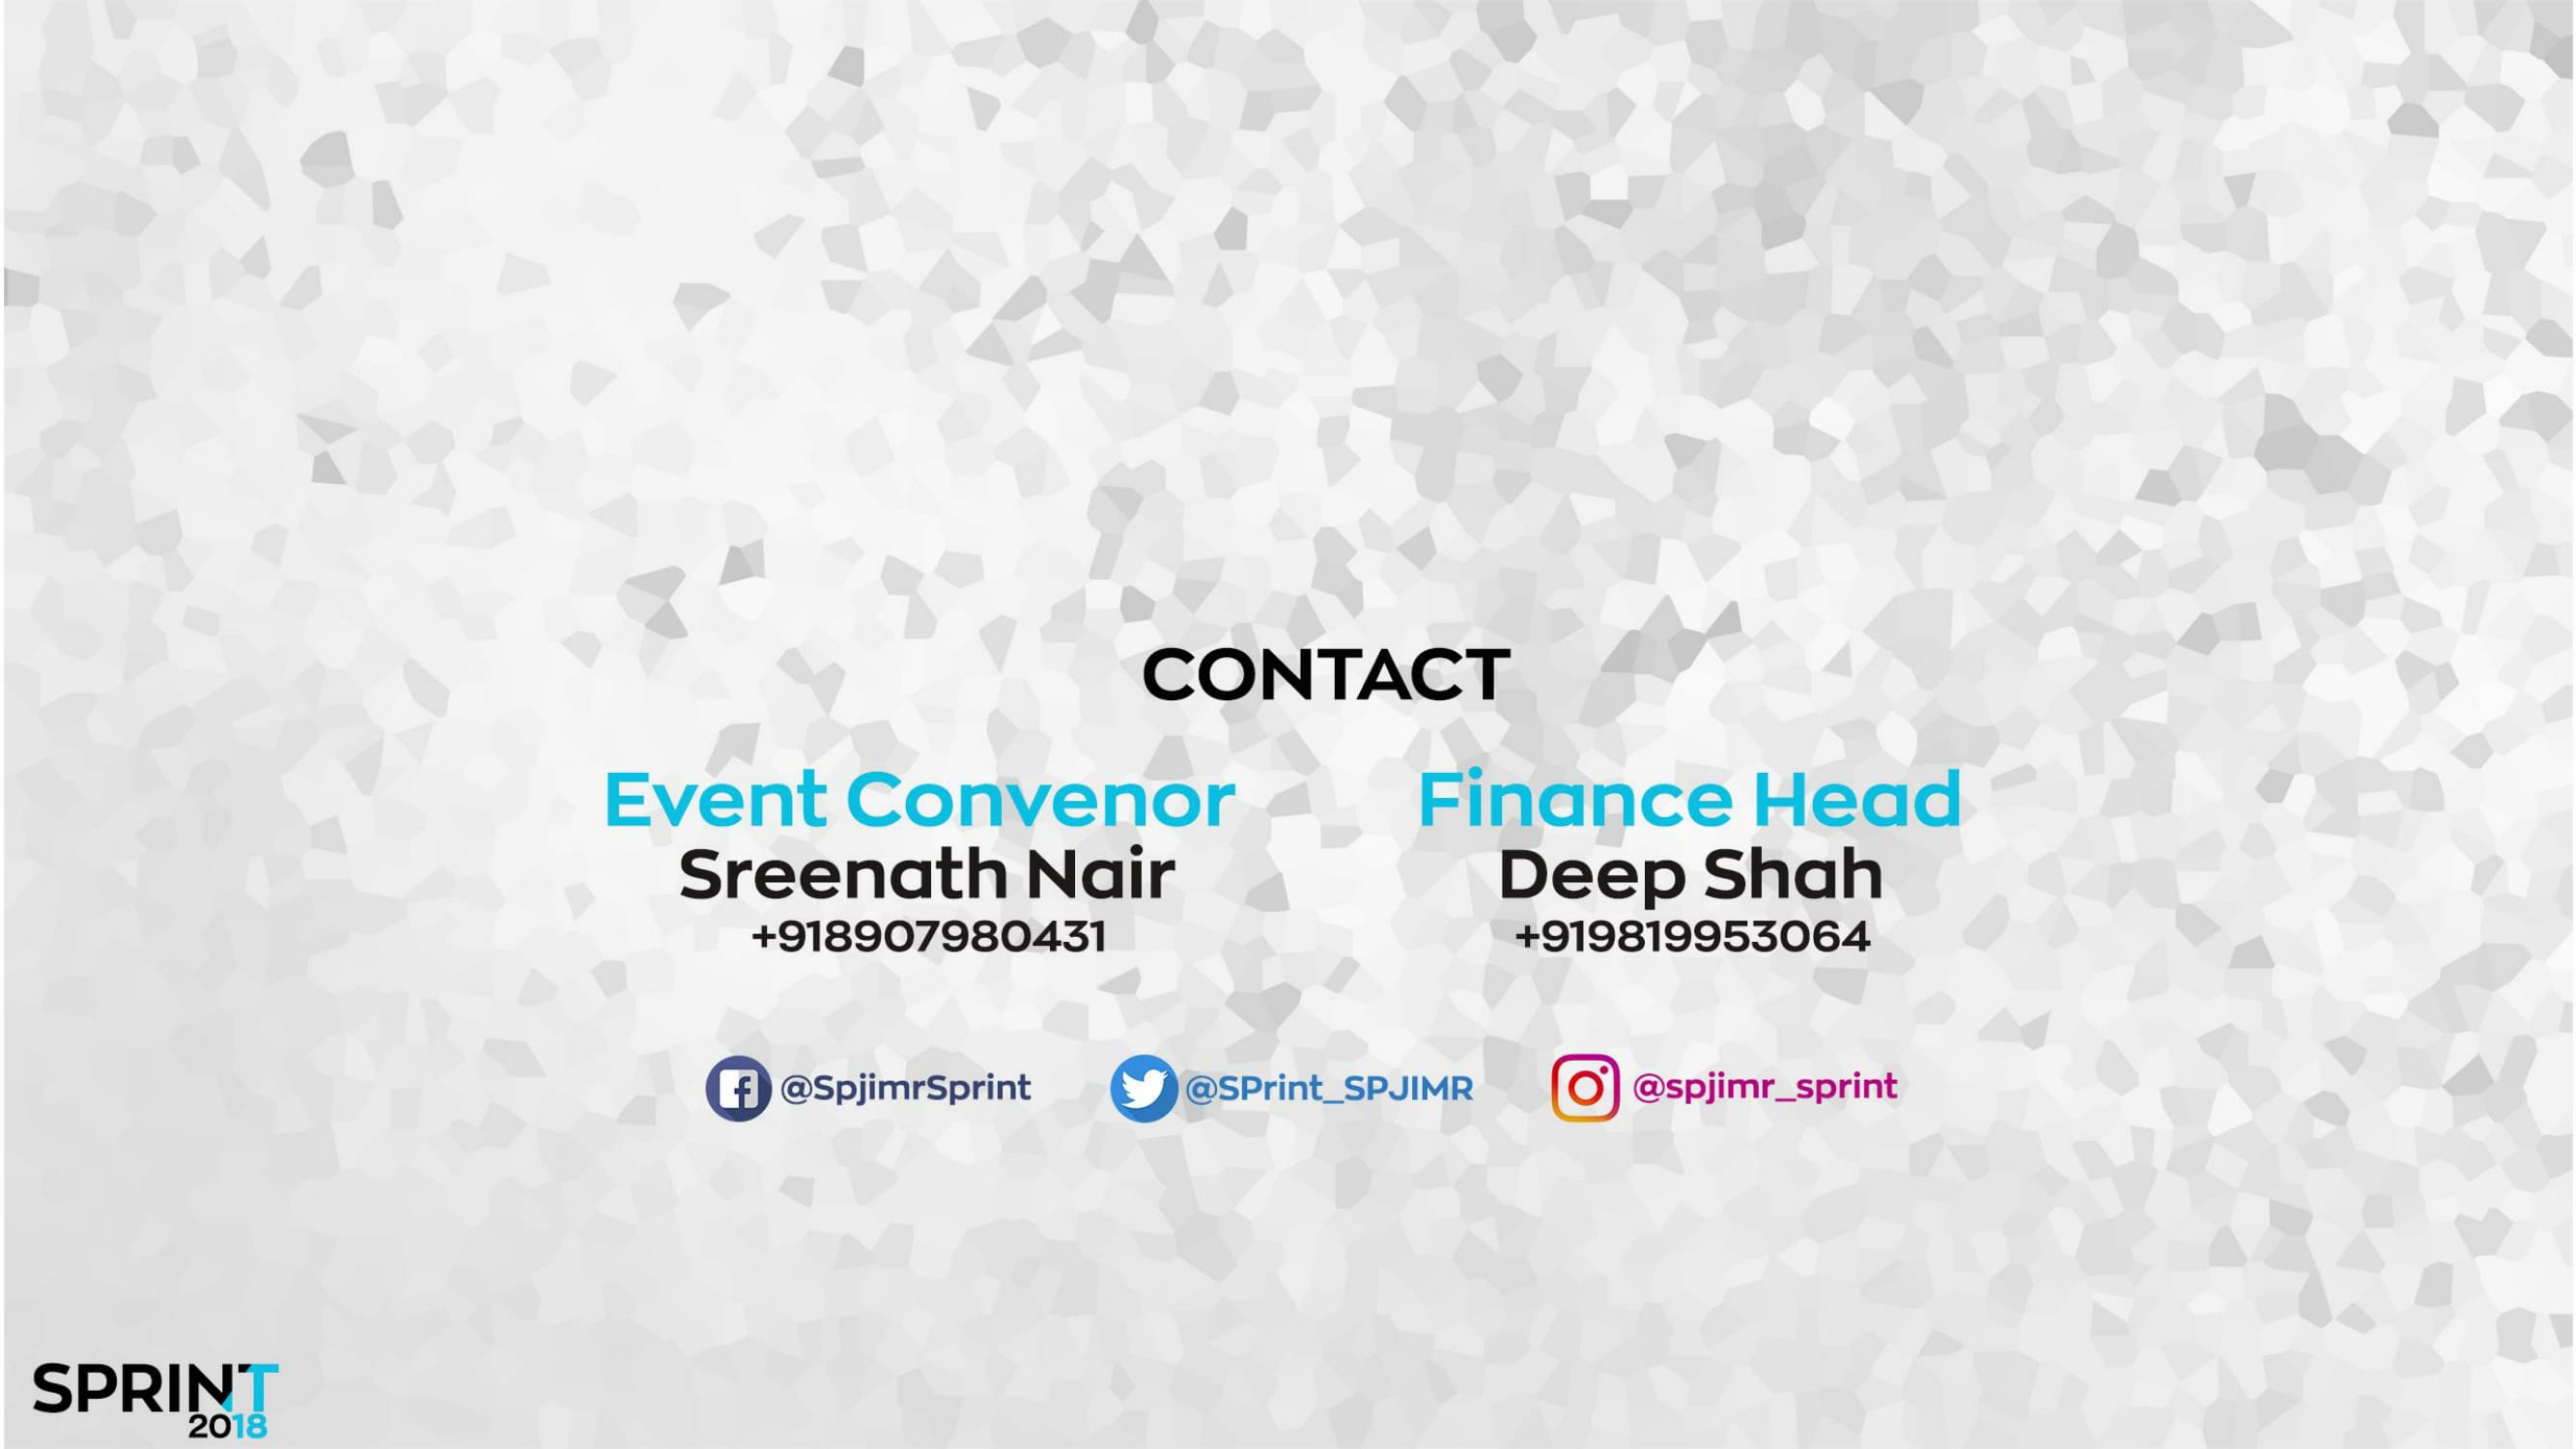 CONTACT
Event Convenor
Sreenath Nair
+918907980431
Finance Head
Deep Shah
+919819953064
@SpjimrSprint
@SPrint_SPJIMR
@spjimr_sprint
SPRINT
2018